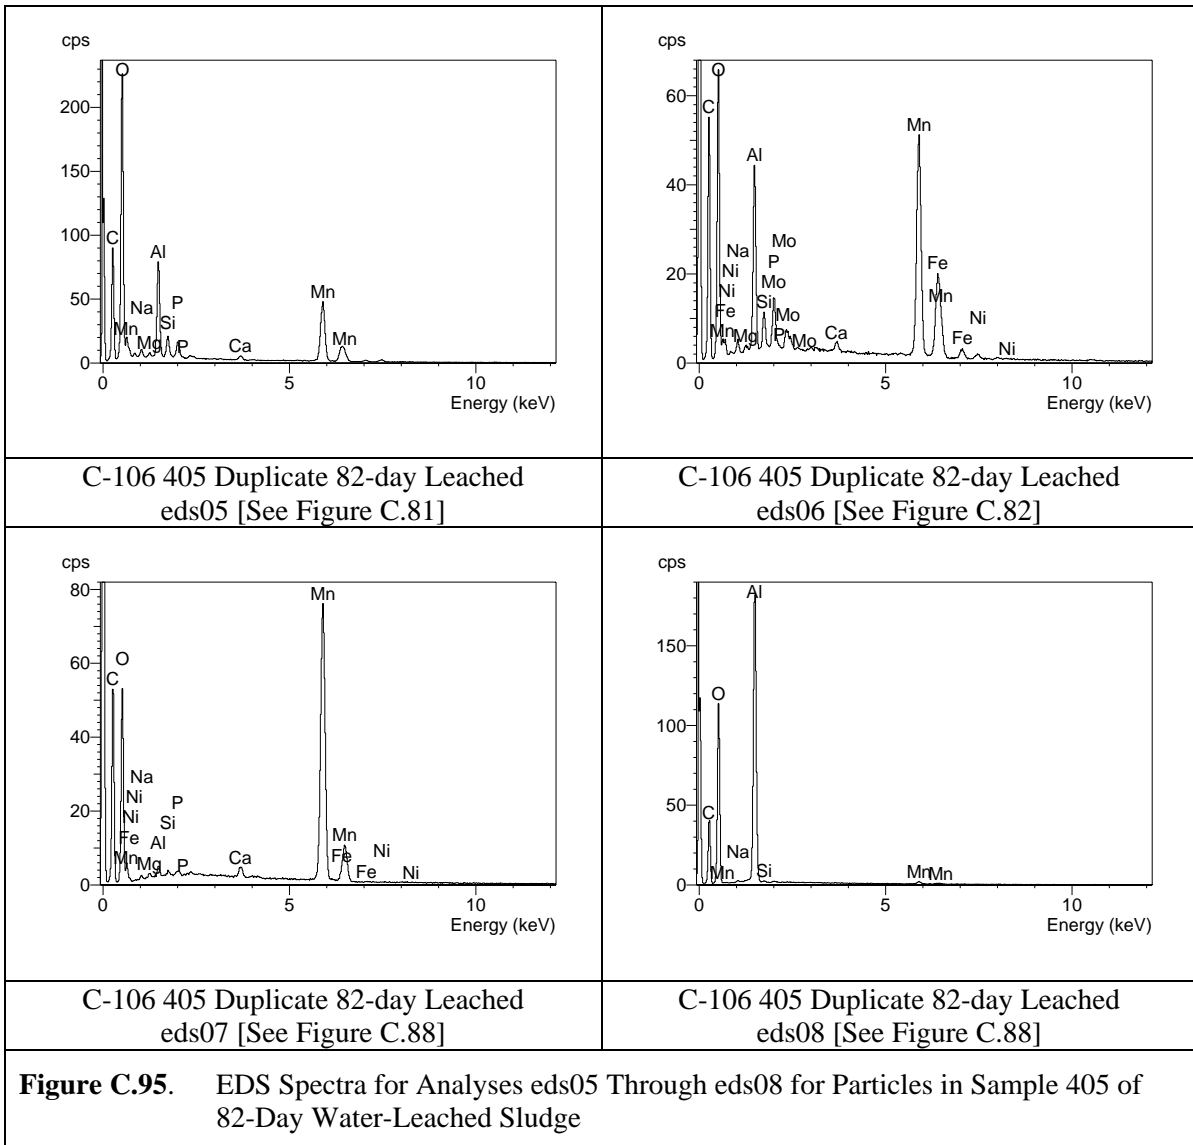 cps
O
200
150
100
50
0
C
Al
Na
P
Mn
Si
Mg
P
Ca
Mn
Mn
0
5
10
Energy (keV)
C-106 405 Duplicate 82-day Leached
eds05 [See Figure C.81]
cps
O
60
40
20
0
C
Mn
Al
Na
Mo
Ni
P
Ni
Mo
Fe
Si
Mn
Mg
P
Mo
Mo
Ca
Fe
Mn
Fe
Ni
Ni
0
5
10
Energy (keV)
C-106 405 Duplicate 82-day Leached
eds06 [See Figure C.82]
cps
80
60
40
20
0
Mn
O
C
Na
Ni
P
Ni
Si
Fe
Al
Mn
Mg
P
Ca
Mn
Fe
Fe
Ni
Ni
0
5
10
Energy (keV)
C-106 405 Duplicate 82-day Leached
eds07 [See Figure C.88]
cps
Al
150
100
50
0
O
C
Na
Mn
Si
Mn
Mn
0
5
10
Energy (keV)
C-106 405 Duplicate 82-day Leached
eds08 [See Figure C.88]
Figure C.95. EDS Spectra for Analyses eds05 Through eds08 for Particles in Sample 405 of
82-Day Water-Leached Sludge